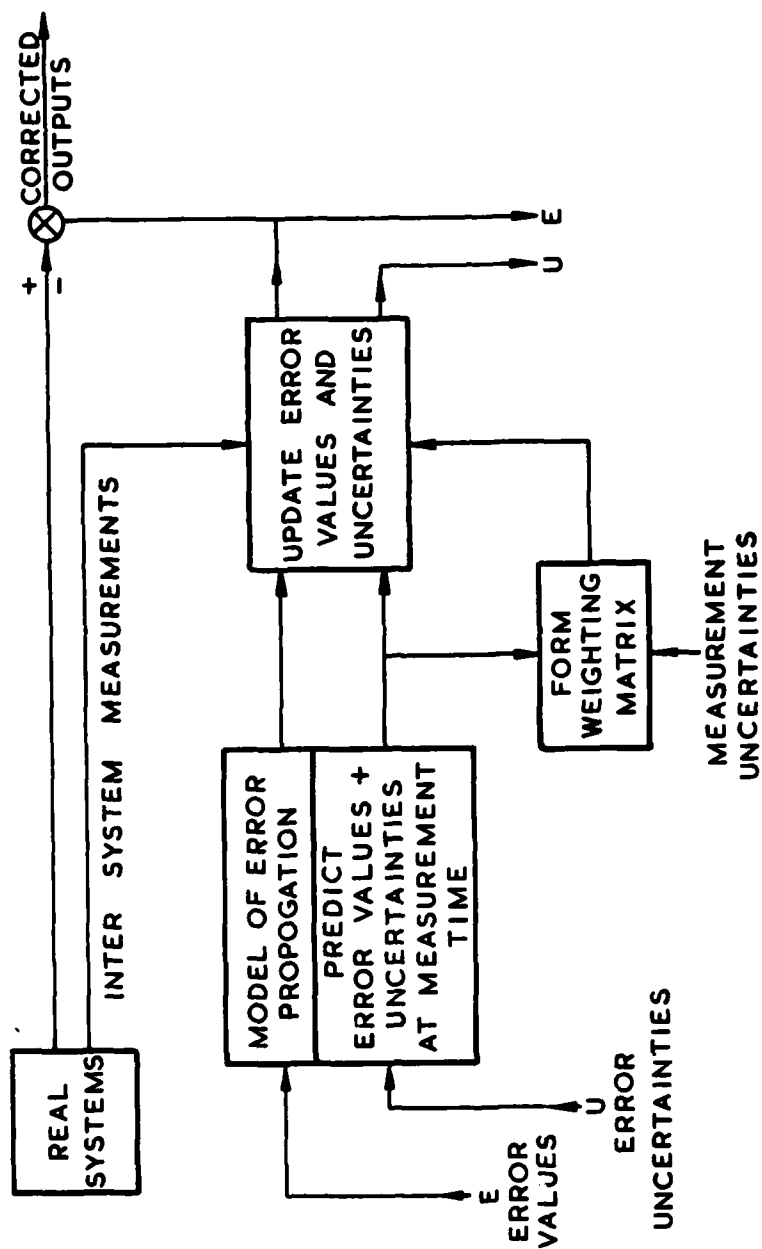 REAL
SYSTEMS
INTER SYSTEM MEASUREMENTS
+
−
CORRECTED
OUTPUTS
MODEL OF ERROR
PROPOGATION
PREDICT
ERROR VALUES +
UNCERTAINTIES
AT MEASUREMENT
TIME
UPDATE ERROR
VALUES AND
UNCERTAINTIES
FORM
WEIGHTING
MATRIX
MEASUREMENT
UNCERTAINTIES
E
ERROR
VALUES
U
ERROR
UNCERTAINTIES
U
E